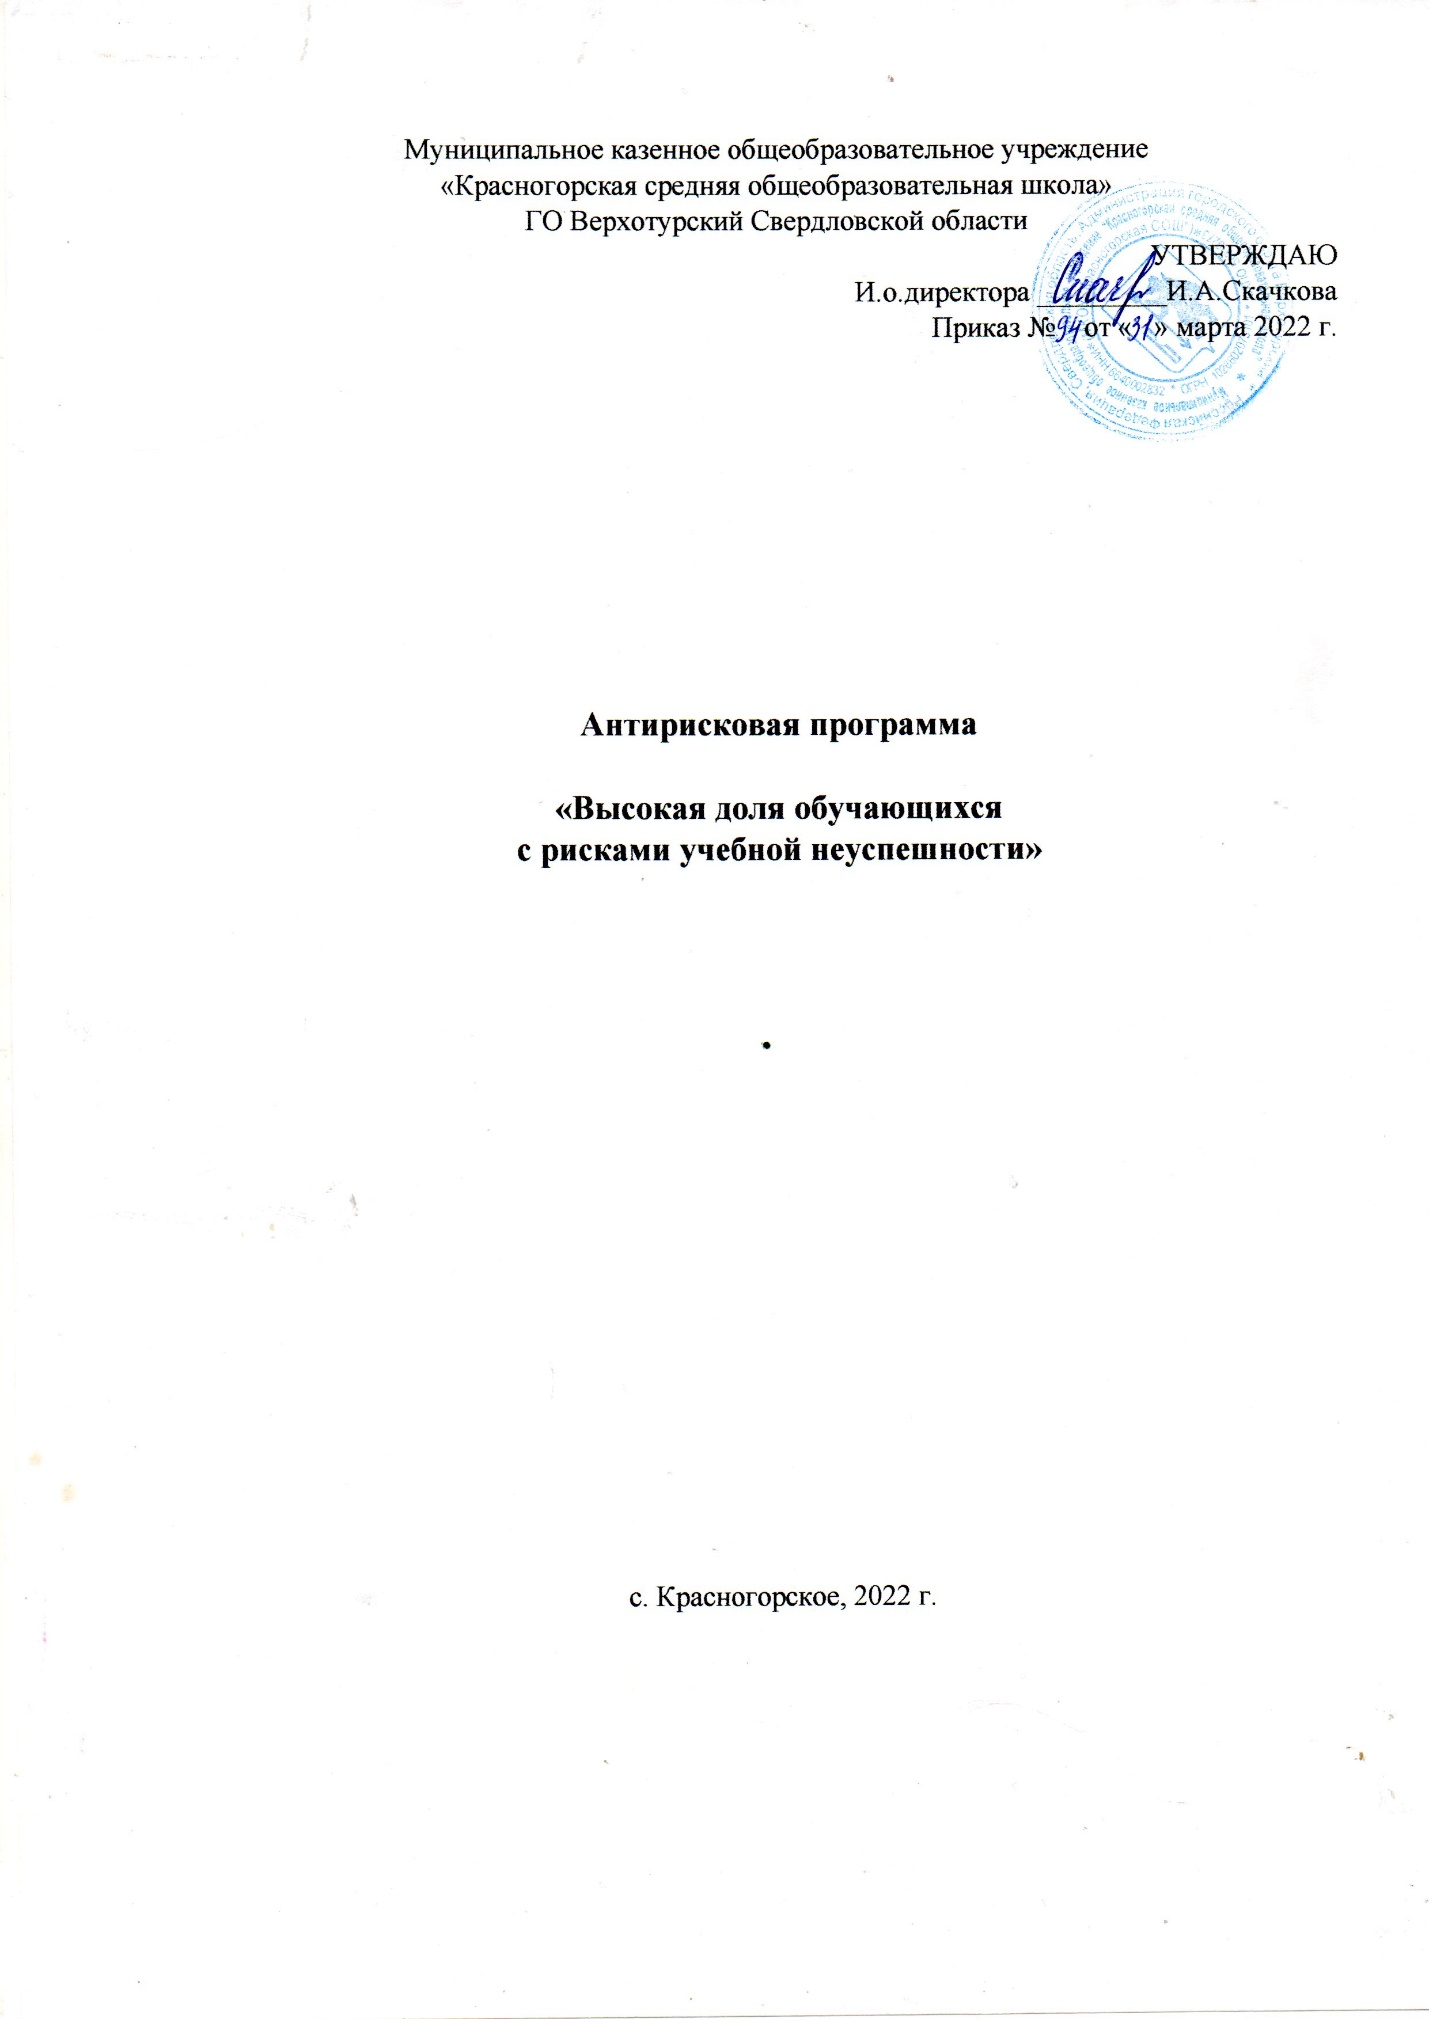 Муниципальное казенное общеобразовательное учреждение
«Красногорская средняя общеобразовательная школа»
ГО Верхотурский Свердловской области
УТВЕРЖДАЮ
И.о.директора _________И.А.Скачкова
Приказ №94 от «31» марта 2022 г.
Антирисковая программа
«Высокая доля обучающихся
с рисками учебной неуспешности»
с. Красногорское, 2022 г.